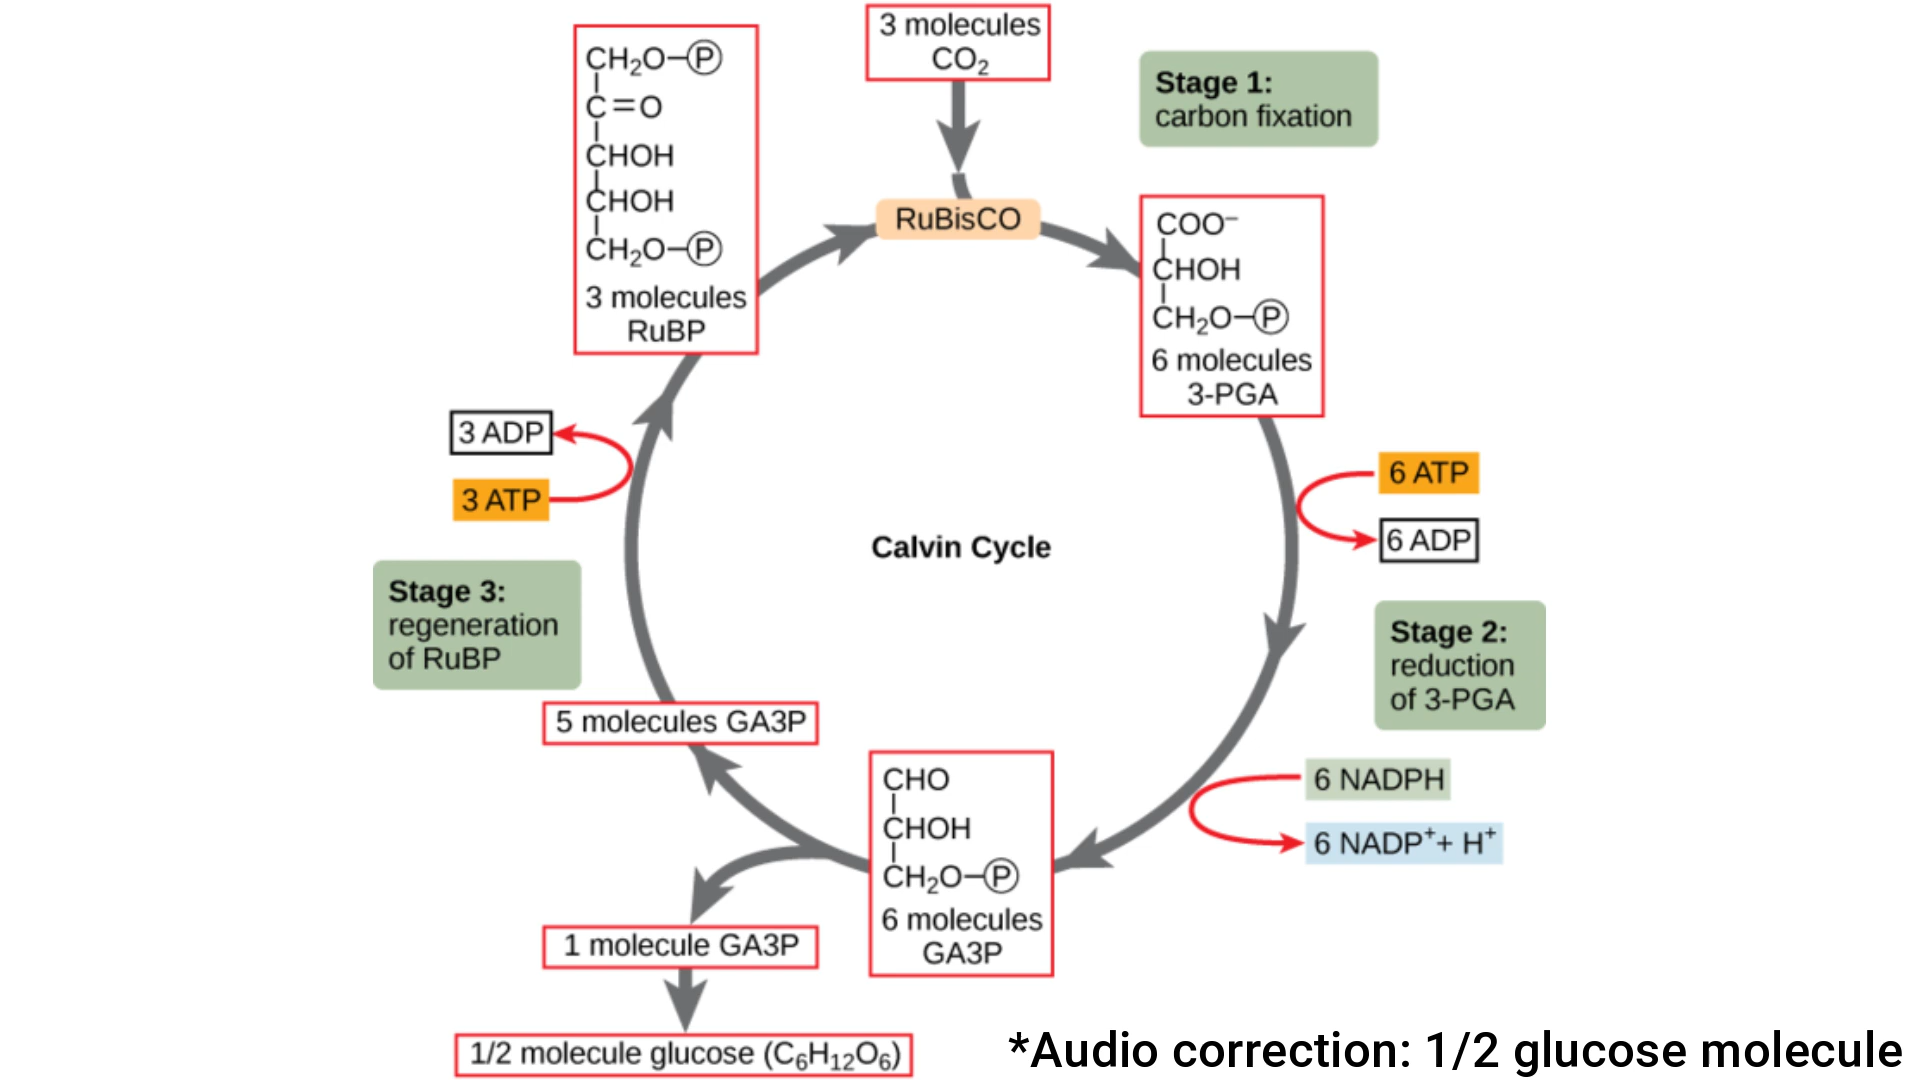 3 molecules
CO₂
Stage 1:
carbon fixation
CH₂O–Ⓟ
C=O
CHOH
CHOH
CH₂O–Ⓟ
3 molecules
RuBP
RuBisCO
COO⁻
CHOH
CH₂O–Ⓟ
6 molecules
3-PGA
3 ADP
3 ATP
6 ATP
6 ADP
Calvin Cycle
Stage 3:
regeneration
of RuBP
Stage 2:
reduction
of 3-PGA
5 molecules GA3P
6 NADPH
6 NADP⁺+ H⁺
CHO
CHOH
CH₂O–Ⓟ
6 molecules
GA3P
1 molecule GA3P
1/2 molecule glucose (C₆H₁₂O₆)
*Audio correction: 1/2 glucose molecule